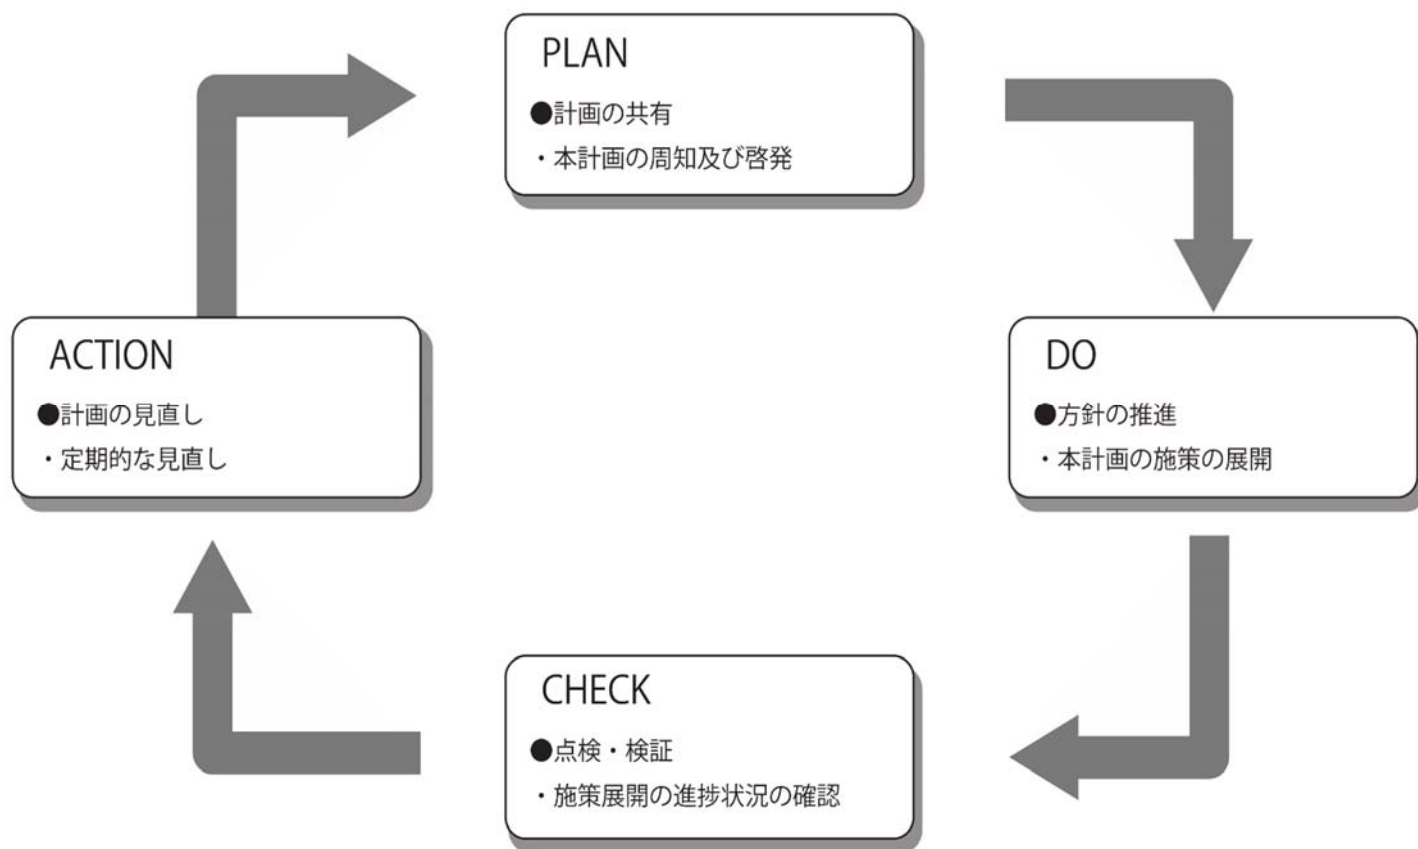 PLAN
●計画の共有
・本計画の周知及び啓発
ACTION
●計画の見直し
・定期的な見直し
DO
●方針の推進
・本計画の施策の展開
CHECK
●点検・検証
・施策展開の進捗状況の確認